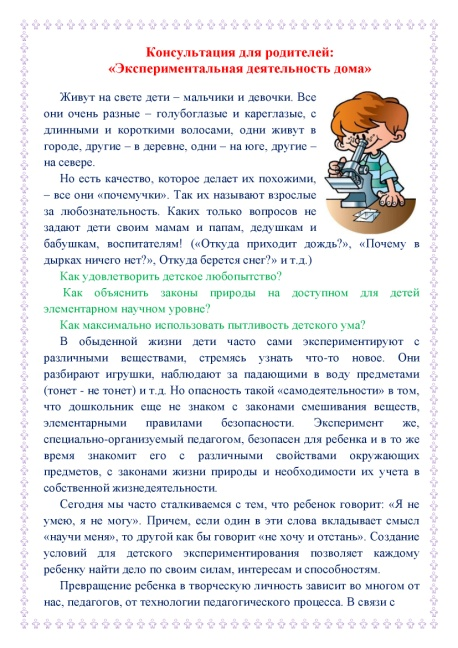 Консультация для родителей:
«Экспериментальная деятельность дома»
Живут на свете дети – мальчики и девочки. Все
они очень разные – голубоглазые и кареглазые, с
длинными и короткими волосами, одни живут в
городе, другие – в деревне, одни – на юге, другие –
на севере.
Но есть качество, которое делает их похожими,
– все они «почемучки». Так их называют взрослые
за любознательность. Каких только вопросов не
задают дети своим мамам и папам, дедушкам и
бабушкам, воспитателям! («Откуда приходит дождь?», «Почему в
дырках ничего нет?», Откуда берется снег?» и т.д.)
Как удовлетворить детское любопытство?
Как объяснить законы природы на доступном для детей
элементарном научном уровне?
Как максимально использовать пытливость детского ума?
В обыденной жизни дети часто сами экспериментируют с
различными веществами, стремясь узнать что-то новое. Они
разбирают игрушки, наблюдают за падающими в воду предметами
(тонет - не тонет) и т.д. Но опасность такой «самодеятельности» в том,
что дошкольник еще не знаком с законами смешивания веществ,
элементарными правилами безопасности. Эксперимент же,
специально-организуемый педагогом, безопасен для ребенка и в то же
время знакомит его с различными свойствами окружающих
предметов, с законами жизни природы и необходимости их учета в
собственной жизнедеятельности.
Сегодня мы часто сталкиваемся с тем, что ребенок говорит: «Я не
умею, я не могу». Причем, если один в эти слова вкладывает смысл
«научи меня», то другой как бы говорит «не хочу и отстань». Создание
условий для детского экспериментирования позволяет каждому
ребенку найти дело по своим силам, интересам и способностям.
Превращение ребенка в творческую личность зависит во многом от
нас, педагогов, от технологии педагогического процесса. В связи с